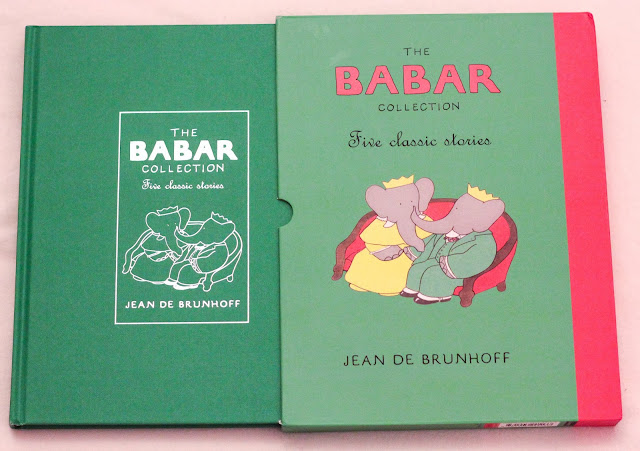 THE
BABAR
COLLECTION
Five classic stories
JEAN DE BRUNHOFF
THE
BABAR
COLLECTION
Five classic stories
JEAN DE BRUNHOFF